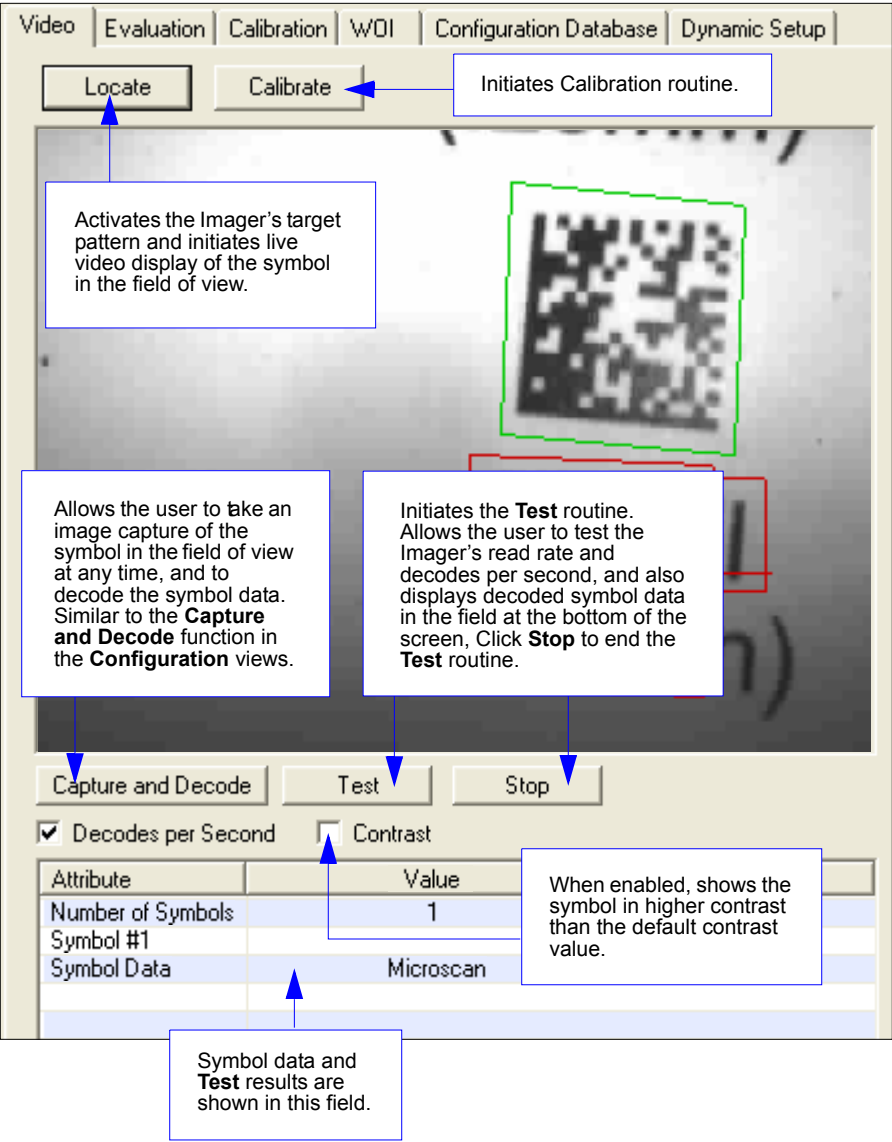 Video Evaluation Calibration WOI Configuration Database Dynamic Setup
Locate Calibrate
Initiates Calibration routine.
Activates the Imager's target
pattern and initiates live
video display of the symbol
in the field of view.
Allows the user to take an
image capture of the
symbol in the field of view
at any time, and to
decode the symbol data.
Similar to the Capture
and Decode function in
the Configuration views.
Initiates the Test routine.
Allows the user to test the
Imager's read rate and
decodes per second, and also
displays decoded symbol data
in the field at the bottom of the
screen, Click Stop to end the
Test routine.
Capture and Decode Test Stop
Decodes per Second Contrast
Attribute Value
Number of Symbols 1
Symbol #1
Symbol Data Microscan
When enabled, shows the
symbol in higher contrast
than the default contrast
value.
Symbol data and
Test results are
shown in this field.